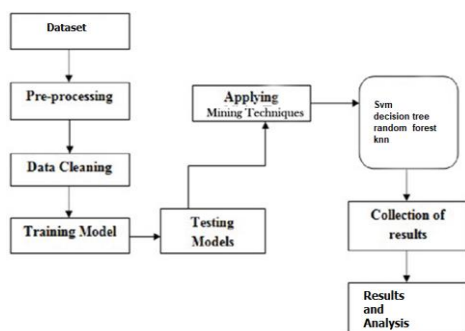 Dataset
Pre-processing
Data Cleaning
Training Model
Testing
Models
Applying
Mining Techniques
Svm
decision tree
random forest
knn
Collection of
results
Results
and
Analysis